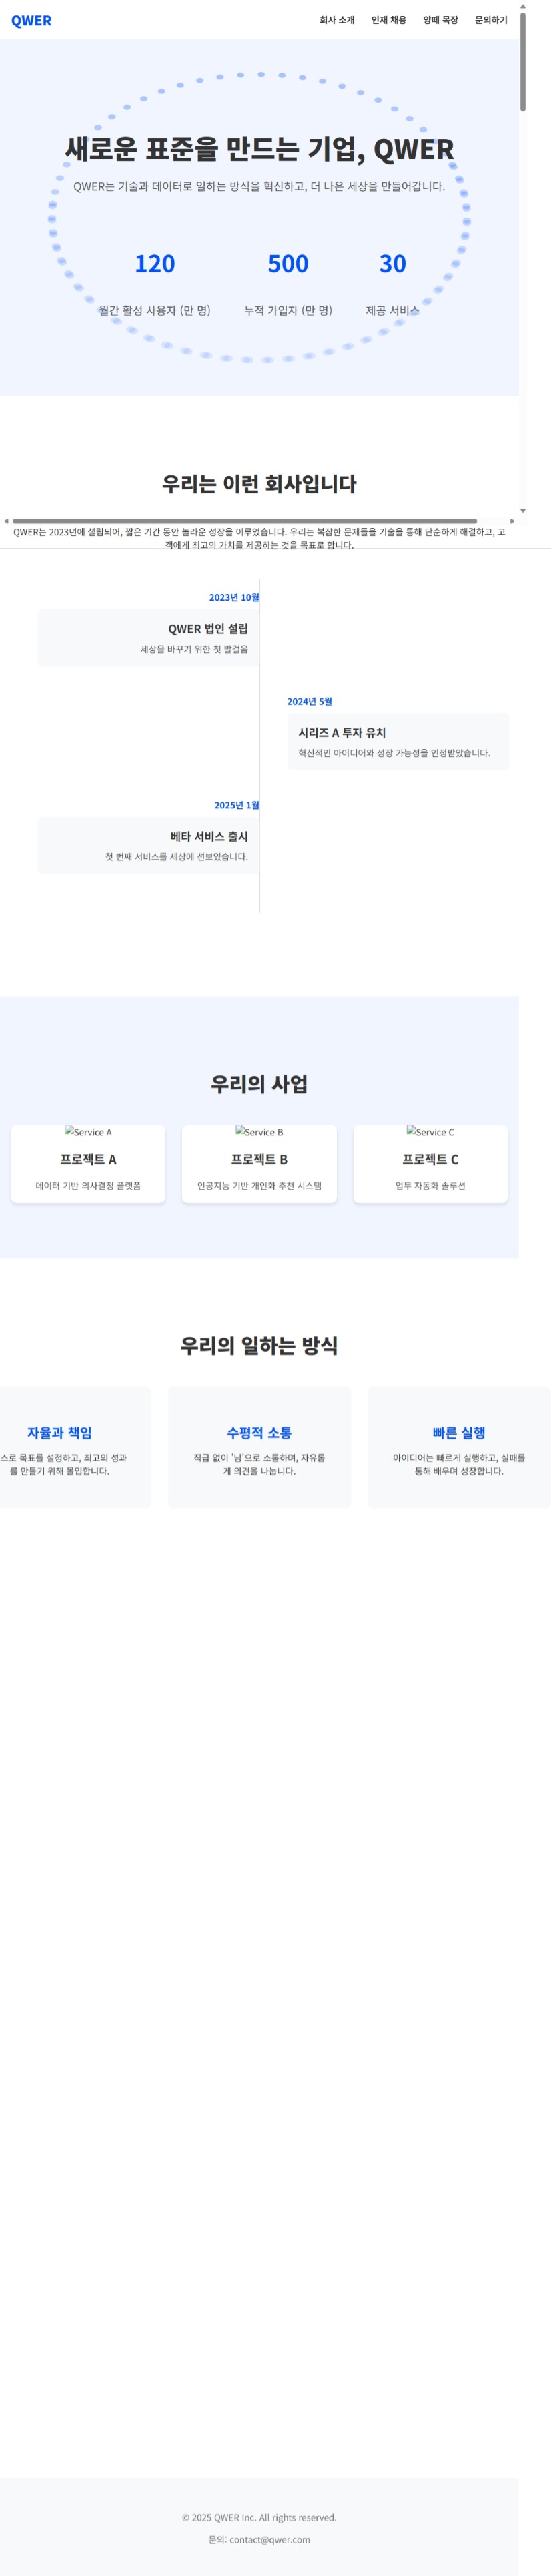 QWER
회사 소개
인재 채용
양떼 목장
문의하기
새로운 표준을 만드는 기업, QWER
QWER는 기술과 데이터로 일하는 방식을 혁신하고, 더 나은 세상을 만들어갑니다.
120
500
30
월간 활성 사용자 (만 명)
누적 가입자 (만 명)
제공 서비스
우리는 이런 회사입니다
QWER는 2023년에 설립되어, 짧은 기간 동안 놀라운 성장을 이루었습니다. 우리는 복잡한 문제들을 기술을 통해 단순하게 해결하고, 고
객에게 최고의 가치를 제공하는 것을 목표로 합니다.
2023년 10월
QWER 법인 설립
세상을 바꾸기 위한 첫 발걸음
2024년 5월
시리즈 A 투자 유치
혁신적인 아이디어와 성장 가능성을 인정받았습니다.
2025년 1월
베타 서비스 출시
첫 번째 서비스를 세상에 선보였습니다.
우리의 사업
Service A
프로젝트 A
데이터 기반 의사결정 플랫폼
Service B
프로젝트 B
인공지능 기반 개인화 추천 시스템
Service C
프로젝트 C
업무 자동화 솔루션
우리의 일하는 방식
자율과 책임
스로 목표를 설정하고, 최고의 성과
를 만들기 위해 몰입합니다.
수평적 소통
직급 없이 '님'으로 소통하며, 자유롭
게 의견을 나눕니다.
빠른 실행
아이디어는 빠르게 실행하고, 실패를
통해 배우며 성장합니다.
© 2025 QWER Inc. All rights reserved.
문의: contact@qwer.com